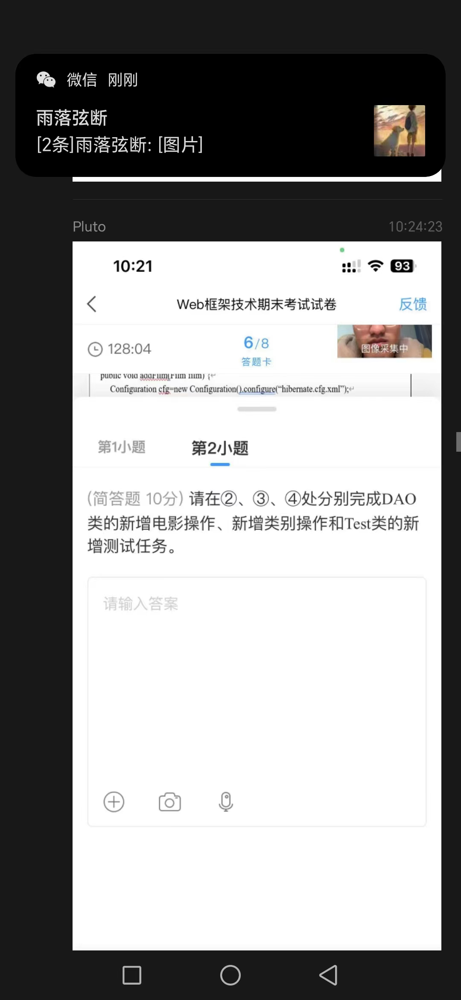 微信 刚刚
雨落弦断
[2条]雨落弦断: [图片]
Pluto 10:24:23
10:21 93
Web框架技术期末考试试卷 反馈
128:04 6/8 图像采集中
答题卡
public void addFilm(Film film) {↵
Configuration cfg=new Configuration().configure(“hibernate.cfg.xml”);↵
第1小题 第2小题
(简答题 10分) 请在②、③、④处分别完成DAO
类的新增电影操作、新增类别操作和Test类的新
增测试任务。
请输入答案